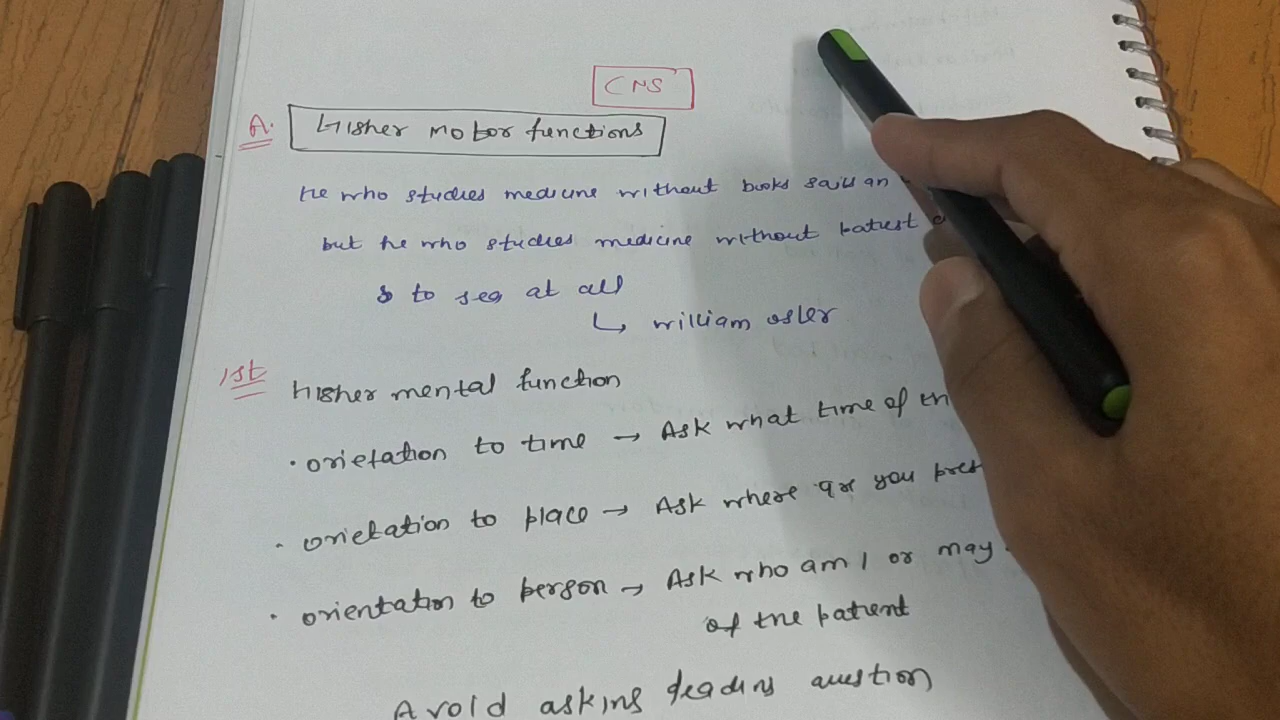 CNS
A. Higher motor functions
he who studies medicine without books sail an
but he who studies medicine without patient
to sea at all
↳ william osler
1st Higher mental function
· orietation to time → Ask what time of th
· orietation to place → Ask where are you pres
· orientation to person → Ask who am I or may
of the patient
Avoid asking leading question